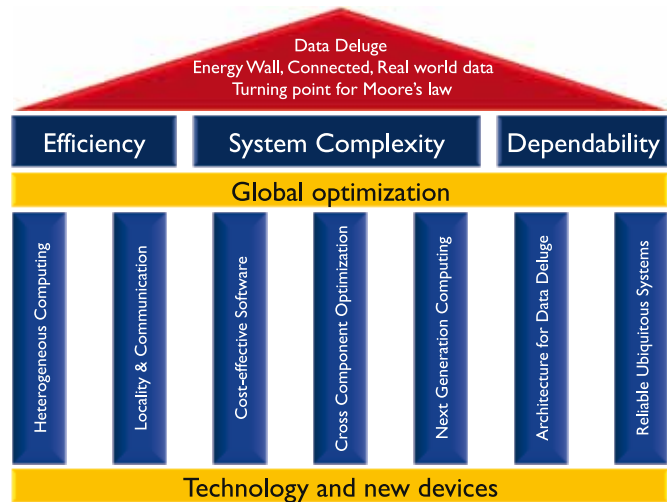 Data Deluge
Energy Wall, Connected, Real world data
Turning point for Moore's law
Efficiency
System Complexity
Dependability
Global optimization
Heterogeneous Computing
Locality & Communication
Cost-effective Software
Cross Component Optimization
Next Generation Computing
Architecture for Data Deluge
Reliable Ubiquitous Systems
Technology and new devices